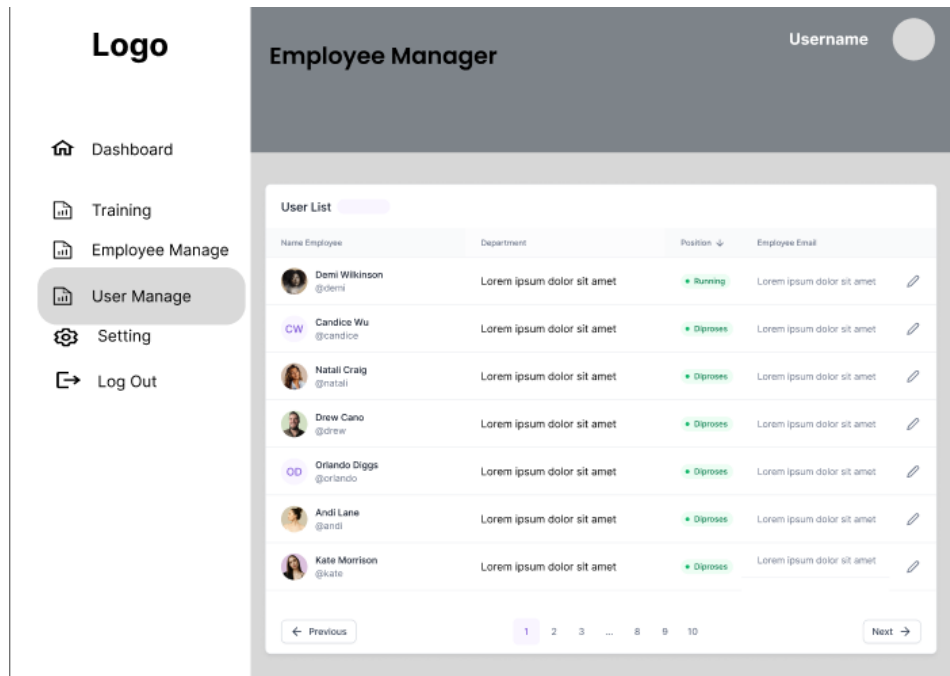 Logo
Employee Manager
Username
Dashboard
Training
Employee Manage
User Manage
Setting
Log Out
User List
Name Employee Department Position ↓ Employee Email
Demi Wilkinson
@demi
Lorem ipsum dolor sit amet Running Lorem ipsum dolor sit amet
CW
Candice Wu
@candice
Lorem ipsum dolor sit amet Diproses Lorem ipsum dolor sit amet
Natali Craig
@natali
Lorem ipsum dolor sit amet Diproses Lorem ipsum dolor sit amet
Drew Cano
@drew
Lorem ipsum dolor sit amet Diproses Lorem ipsum dolor sit amet
OD
Orlando Diggs
@orlando
Lorem ipsum dolor sit amet Diproses Lorem ipsum dolor sit amet
Andi Lane
@andi
Lorem ipsum dolor sit amet Diproses Lorem ipsum dolor sit amet
Kate Morrison
@kate
Lorem ipsum dolor sit amet Diproses Lorem ipsum dolor sit amet
← Previous 1 2 3 ... 8 9 10 Next →